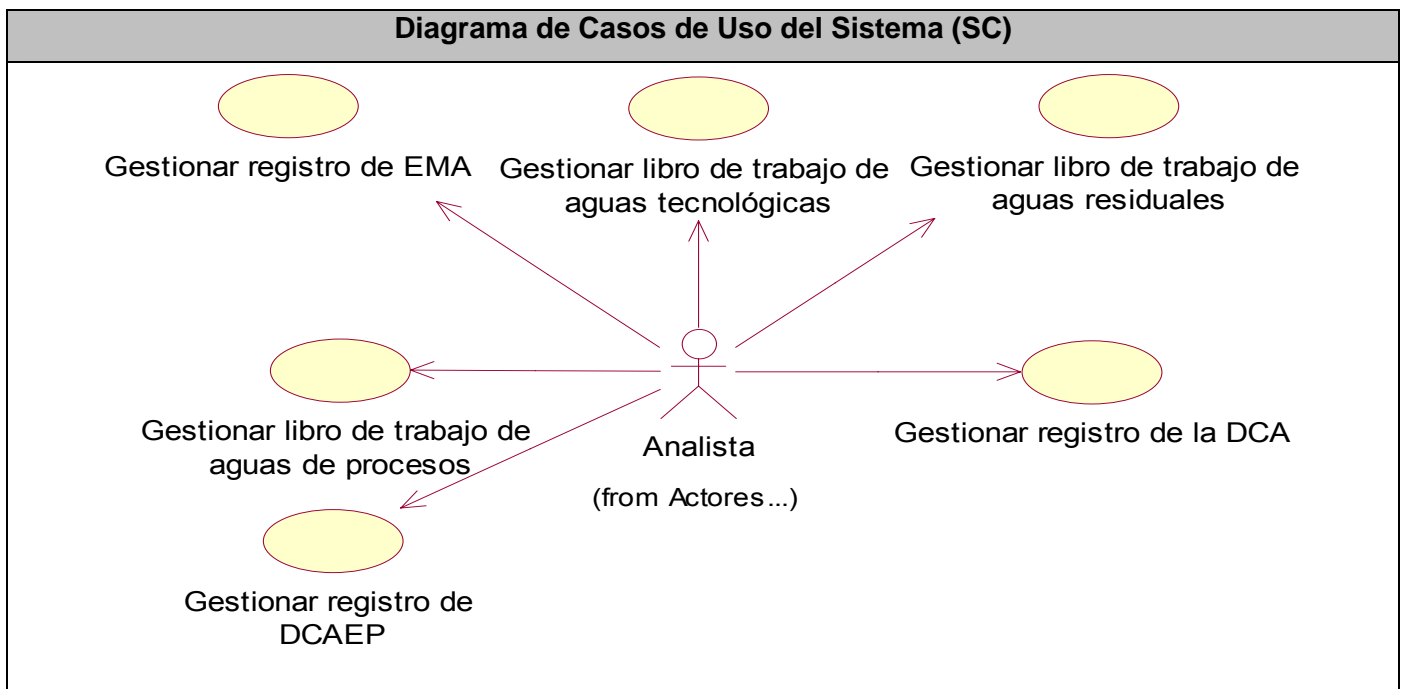 Diagrama de Casos de Uso del Sistema (SC)
Gestionar registro de EMA
Gestionar libro de trabajo de
aguas tecnológicas
Gestionar libro de trabajo de
aguas residuales
Gestionar libro de trabajo de
aguas de procesos
Analista
(from Actores...)
Gestionar registro de la DCA
Gestionar registro de
DCAEP